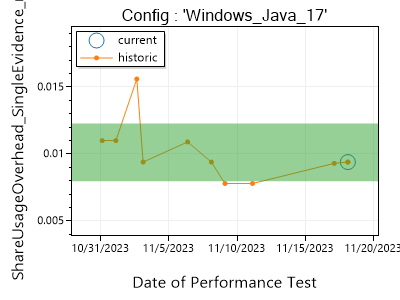 Config : 'Windows_Java_17'
current
historic
ShareUsageOverhead_SingleEvidence_
0.015
0.01
0.005
10/31/2023
11/5/2023
11/10/2023
11/15/2023
11/20/2023
Date of Performance Test